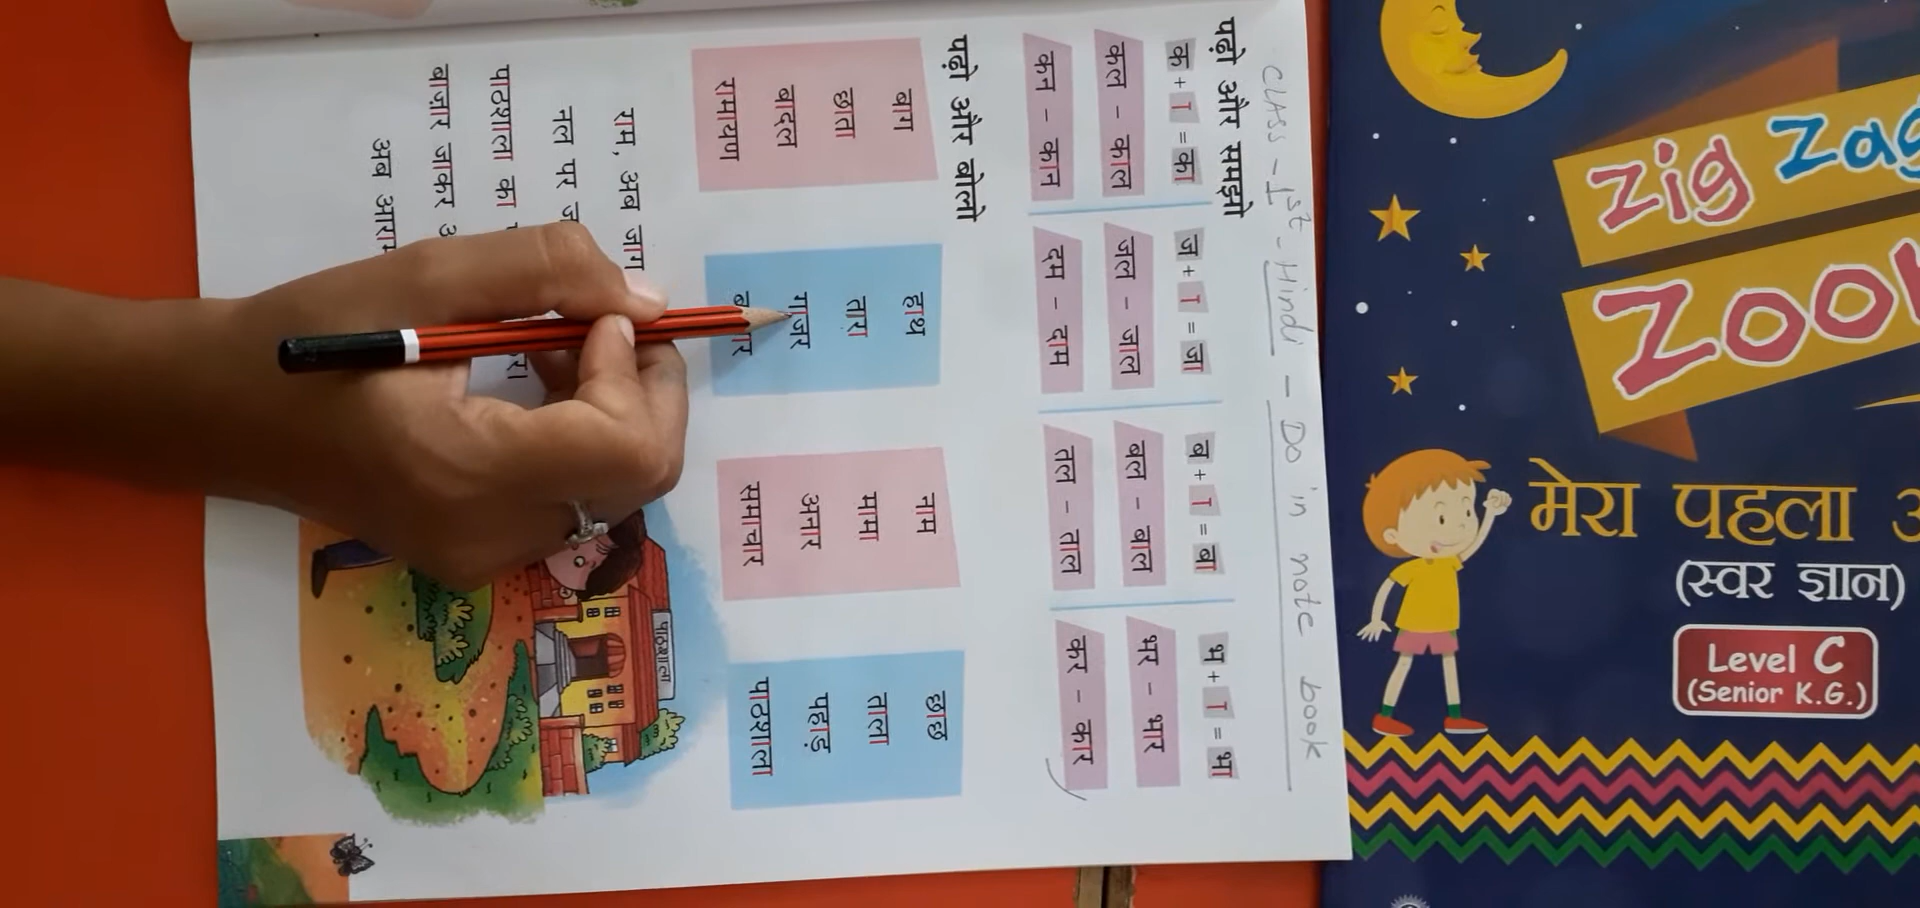 CLASS - 1st - Hindi - Do in note book
पढ़ो और समझो
क + ा = का
ज + ा = जा
ब + ा = बा
भ + ा = भा
कल - काल
जल - जाल
बल - बाल
भर - भार
कन - कान
दम - दाम
तल - ताल
कर - कार
पढ़ो और बोलो
बाग
हाथ
नाम
छाछ
छाता
तारा
मामा
ताला
बादल
गाजर
अनार
पहाड़
रामायण
समाचार
पाठशाला
राम, अब जाग
नल पर
पाठशाला का
बाज़ार जाकर
अब
पाठशाला
Zig Zag
मेरा पहला
(स्वर ज्ञान)
Level C
(Senior K.G.)